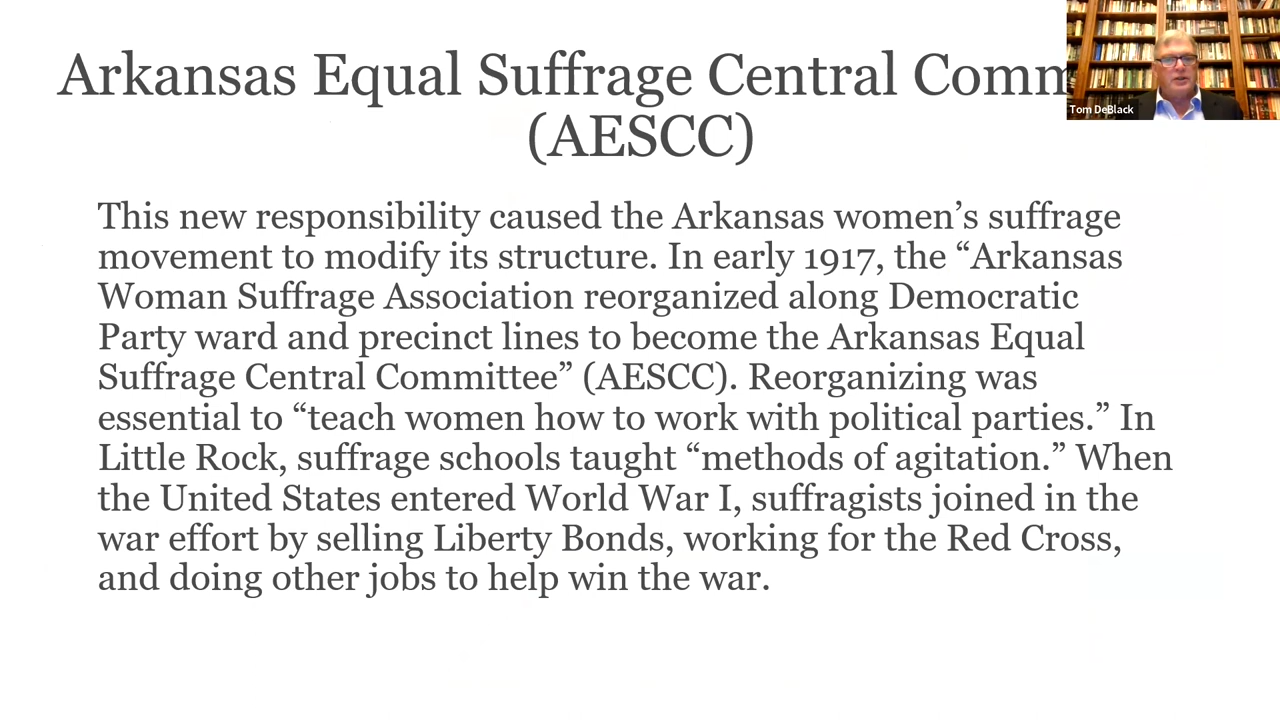 Arkansas Equal Suffrage Central Comm
(AESCC)
Tom DeBlack
This new responsibility caused the Arkansas women’s suffrage
movement to modify its structure. In early 1917, the “Arkansas
Woman Suffrage Association reorganized along Democratic
Party ward and precinct lines to become the Arkansas Equal
Suffrage Central Committee” (AESCC). Reorganizing was
essential to “teach women how to work with political parties.” In
Little Rock, suffrage schools taught “methods of agitation.” When
the United States entered World War I, suffragists joined in the
war effort by selling Liberty Bonds, working for the Red Cross,
and doing other jobs to help win the war.